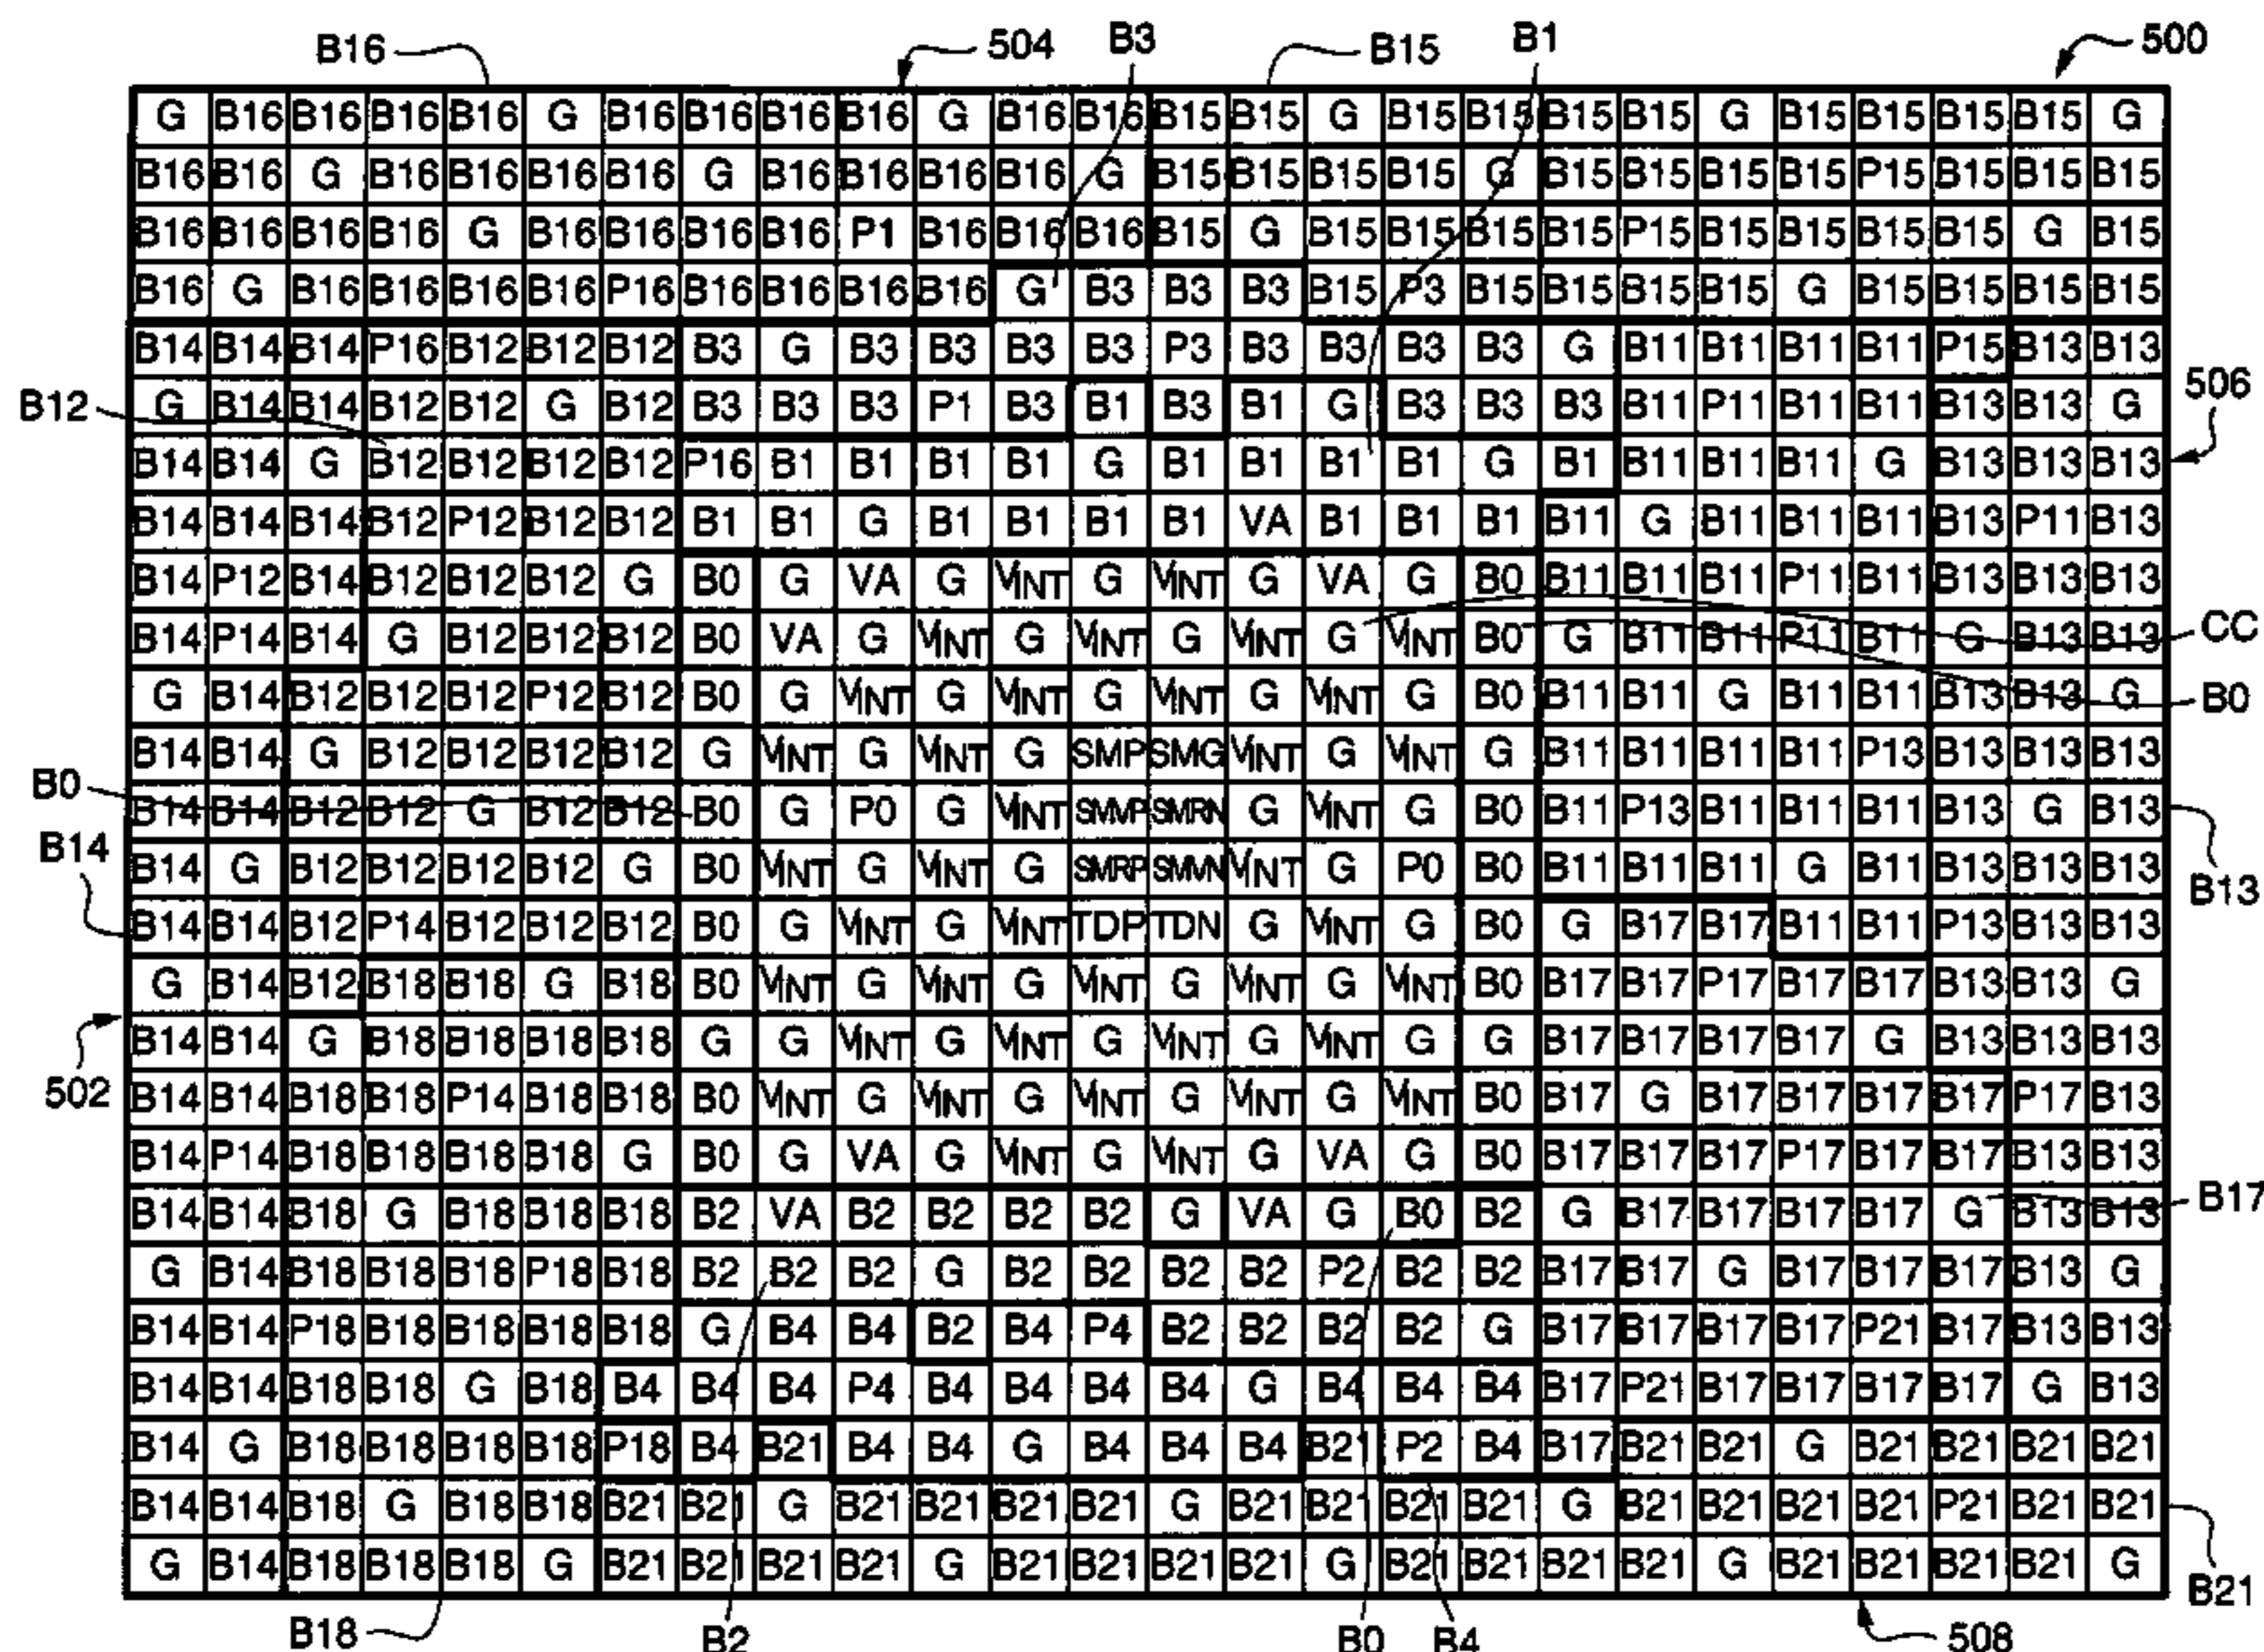 B16 504 B3 B15 B1 500
G B16 B16 B16 B16 G B16 B16 B16 B16 G B16 B16 B15 B15 G B15 B15 B15 B15 G B15 B15 B15 B15 G
B16 B16 G B16 B16 B16 B16 G B16 B16 B16 B16 G B15 B15 B15 B15 G B15 B15 B15 B15 P15 B15 B15 B15
B16 B16 B16 B16 G B16 B16 B16 B16 P1 B16 B16 B16 B15 G B15 B15 B15 B15 P15 B15 B15 B15 B15 G B15
B16 G B16 B16 B16 B16 P16 B16 B16 B16 B16 G B3 B3 B3 B15 P3 B15 B15 B15 B15 G B15 B15 B15 B15
B14 B14 B14 P16 B12 B12 B12 B3 G B3 B3 B3 B3 P3 B3 B3 B3 B3 G B11 B11 B11 B11 P15 B13 B13
B12 G B14 B14 B12 B12 G B12 B3 B3 B3 P1 B3 B1 B3 B1 G B3 B3 B3 B11 P11 B11 B11 B13 B13 G 506
B14 B14 G B12 B12 B12 B12 P16 B1 B1 B1 B1 G B1 B1 B1 B1 G B1 B11 B11 B11 G B13 B13 B13
B14 B14 B14 B12 P12 B12 B12 B1 B1 G B1 B1 B1 B1 VA B1 B1 B1 B11 G B11 B11 B11 B13 P11 B13
B14 P12 B14 B12 B12 B12 G B0 G VA G VINT G VINT G VA G B0 B11 B11 B11 P11 B11 B13 B13 B13
B14 P14 B14 G B12 B12 B12 B0 VA G VINT G VINT G VINT G VINT B0 G B11 B11 P11 B11 G B13 B13 CC
G B14 B12 B12 B12 P12 B12 B0 G VINT G VINT G VINT G VINT G B0 B11 B11 G B11 B11 B13 B13 G B0
B14 B14 G B12 B12 B12 B12 G VINT G VINT G SMP SMG VINT G VINT G B11 B11 B11 B11 P13 B13 B13 B13
B0 B14 B14 B12 B12 G B12 B12 B0 G P0 G VINT SMVP SMRN G VINT G B0 B11 P13 B11 B11 B11 B13 G B13
B14 B14 G B12 B12 B12 B12 G B0 VINT G VINT G SMRP SMVN VINT G P0 B0 B11 B11 B11 G B11 B13 B13 B13 B13
B14 B14 B12 P14 B12 B12 B12 B0 G VINT G VINT TDP TDN G VINT G B0 G B17 B17 B11 B11 P13 B13 B13
G B14 B12 B18 B18 G B18 B0 VINT G VINT G VINT G VINT G VINT B0 B17 B17 P17 B17 B17 B13 B13 G
B14 B14 G B18 B18 B18 B18 G G VINT G VINT G VINT G VINT G G B17 B17 B17 B17 G B13 B13 B13
502 B14 B14 B18 B18 P14 B18 B18 B0 VINT G VINT G VINT G VINT G VINT B0 B17 G B17 B17 B17 B17 P17 B13
B14 P14 B18 B18 B18 B18 G B0 G VA G VINT G VINT G VA G B0 B17 B17 B17 P17 B17 B17 B13 B13
B14 B14 B18 G B18 B18 B18 B2 VA B2 B2 B2 B2 G VA G B0 B2 G B17 B17 B17 B17 G B13 B13 B17
G B14 B18 B18 B18 P18 B18 B2 B2 B2 G B2 B2 B2 B2 P2 B2 B2 B17 B17 G B17 B17 B17 B13 G
B14 B14 P18 B18 B18 B18 B18 G B4 B4 B2 B4 P4 B2 B2 B2 B2 G B17 B17 B17 B17 P21 B17 B13 B13
B14 B14 B18 B18 G B18 B4 B4 B4 P4 B4 B4 B4 B4 G B4 B4 B4 B17 P21 B17 B17 B17 B17 G B13
B14 G B18 B18 B18 B18 P18 B4 B21 B4 B4 G B4 B4 B4 B21 P2 B4 B17 B21 B21 G B21 B21 B21 B21
B14 B14 B18 G B18 B18 B21 B21 G B21 B21 B21 B21 G B21 B21 B21 B21 G B21 B21 B21 B21 P21 B21 B21
G B14 B18 B18 B18 G B21 B21 B21 B21 G B21 B21 B21 B21 G B21 B21 B21 B21 G B21 B21 B21 B21 G B21
B18 B2 B0 B4 508